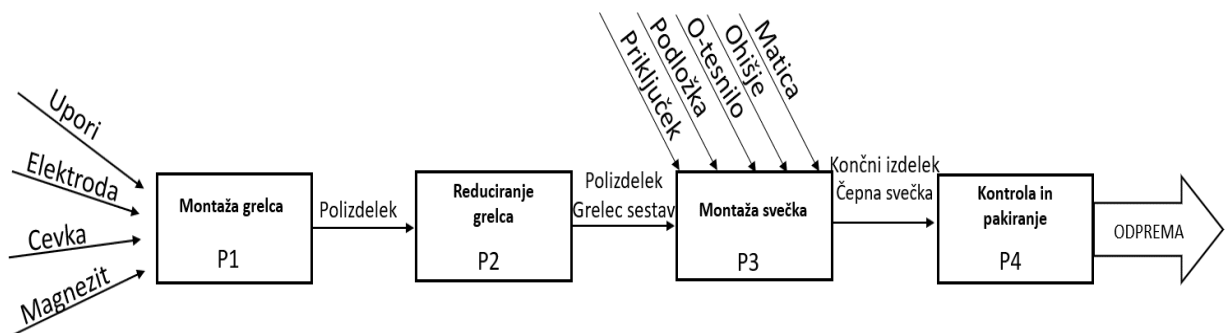 Upori
Elektroda
Cevka
Magnezit
Montaža grelca
P1
Polizdelek
Reduciranje
grelca
P2
Polizdelek
Grelec sestav
Priključek
Podložka
O-tesnilo
Ohišje
Matica
Montaža svečka
P3
Končni izdelek
Čepna svečka
Kontrola in
pakiranje
P4
ODPREMA